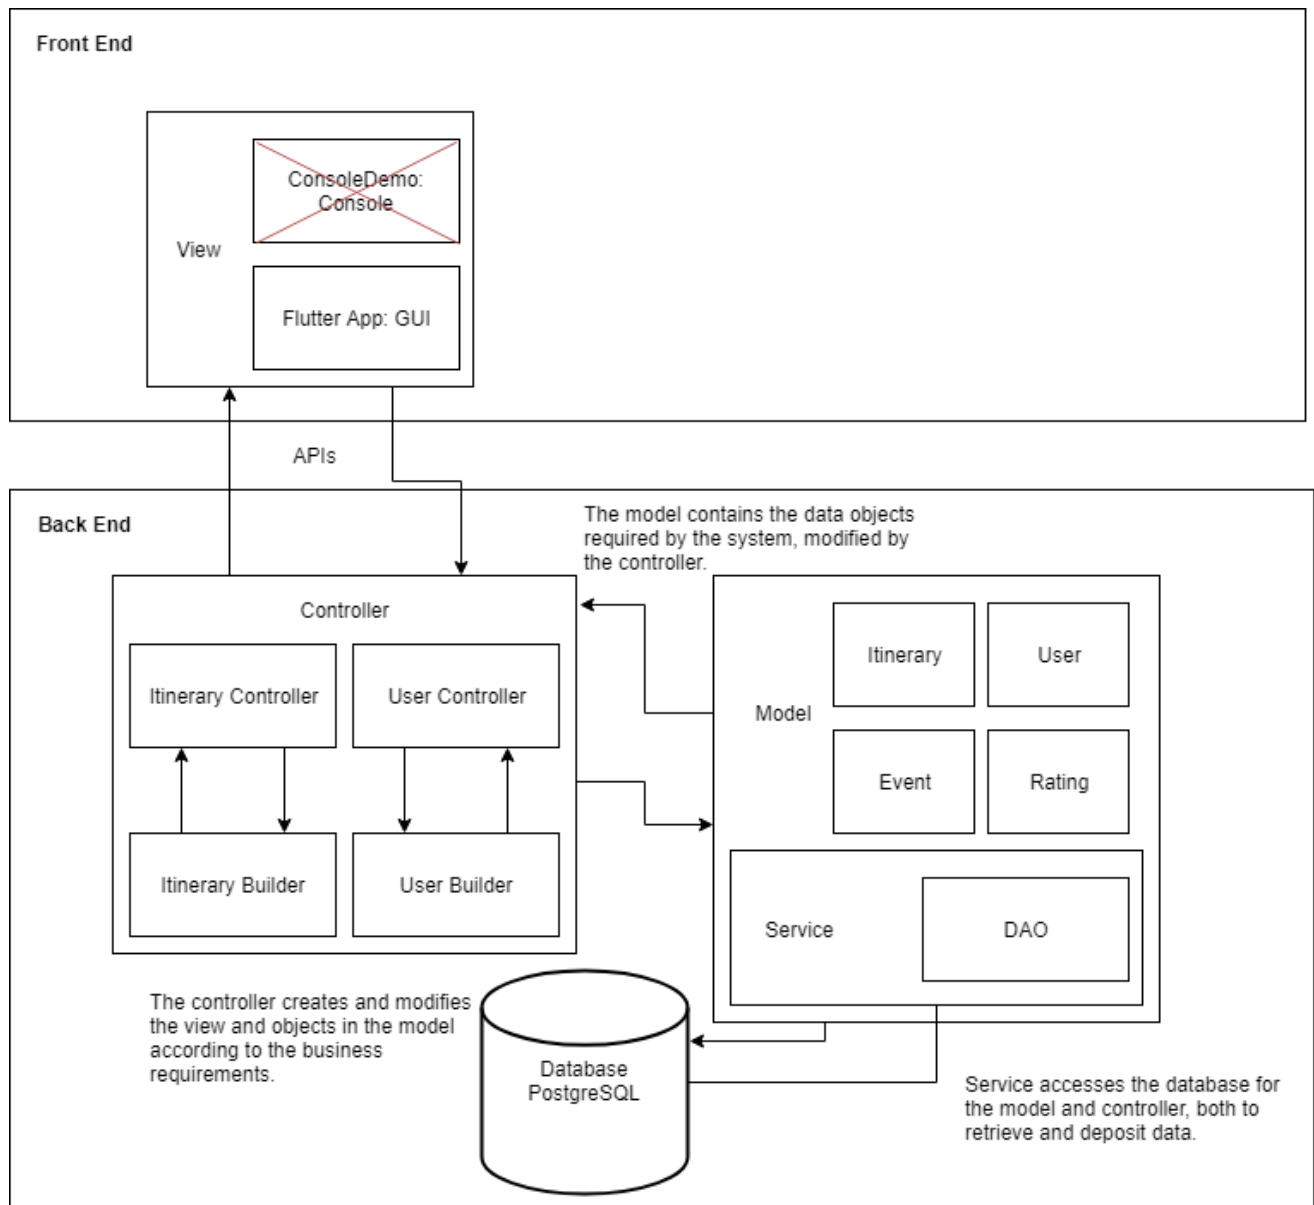 Front End
ConsoleDemo:
Console
View
Flutter App: GUI
APIs
Back End
The model contains the data objects
required by the system, modified by
the controller.
Controller
Itinerary Controller
User Controller
Itinerary Builder
User Builder
Itinerary
User
Model
Event
Rating
Service
DAO
The controller creates and modifies
the view and objects in the model
according to the business
requirements.
Database
PostgreSQL
Service accesses the database for
the model and controller, both to
retrieve and deposit data.